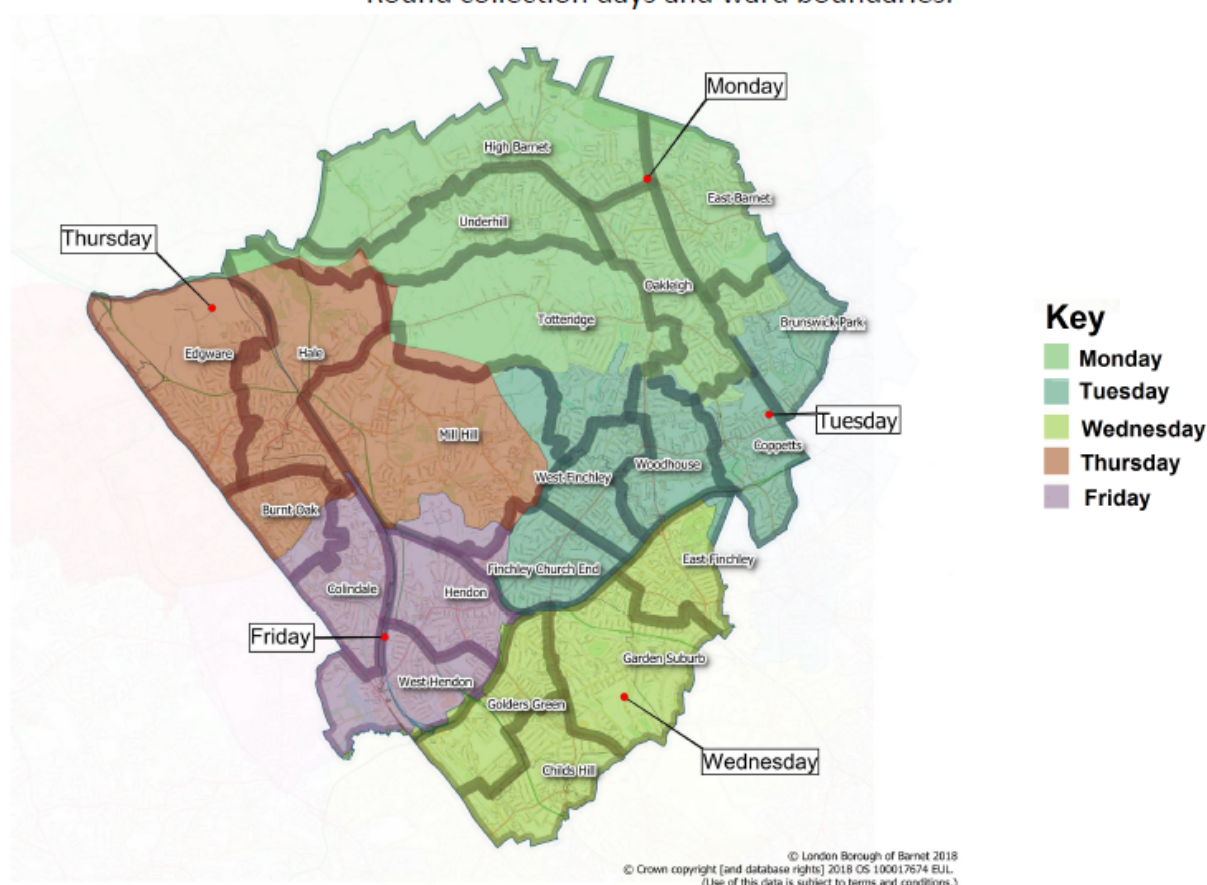 Round collection days and ward boundaries.
Monday
High Barnet
East Barnet
Underhill
Thursday
Oakleigh
Totteridge
Brunswick Park
Edgware
Hale
Key
Monday
Tuesday
Wednesday
Thursday
Friday
Tuesday
Mill Hill
Coppetts
Woodhouse
West Finchley
Burnt Oak
East Finchley
Finchley Church End
Colindale
Hendon
Friday
Garden Suburb
West Hendon
Golders Green
Wednesday
Childs Hill
© London Borough of Barnet 2018
© Crown copyright [and database rights] 2018 OS 100017674 EUL.
(Use of this data is subject to terms and conditions.)